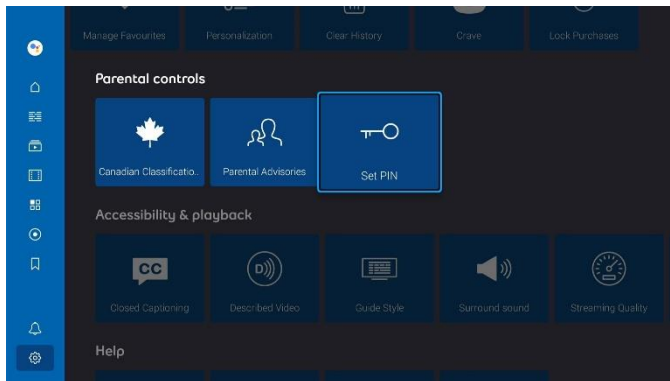 Manage Favourites Personalization Clear History Crave Lock Purchases
Parental controls
Canadian Classificatio.. Parental Advisories Set PIN
Accessibility & playback
CC D
Closed Captioning Described Video Guide Style Surround sound Streaming Quality
Help